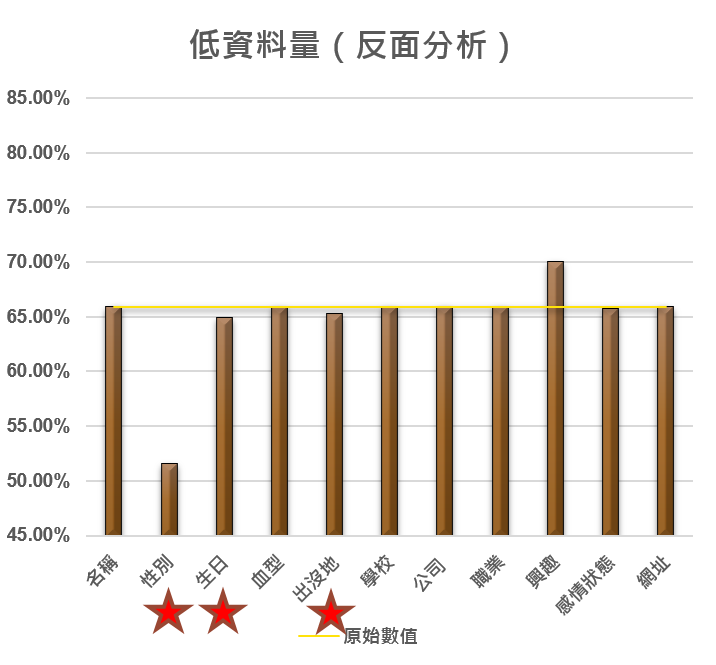 低資料量（反面分析）
85.00%
80.00%
75.00%
70.00%
65.00%
60.00%
55.00%
50.00%
45.00%
名稱
性別
生日
血型
出沒地
學校
公司
職業
興趣
感情狀態
網址
原始數值